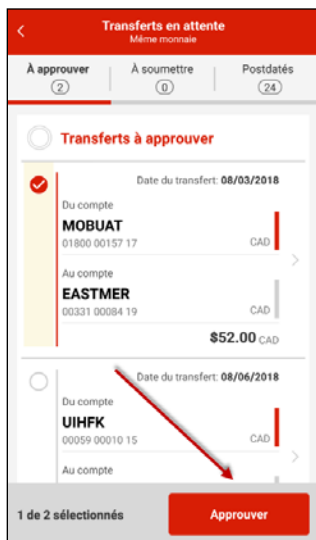 Transferts en attente
Même monnaie
À approuver
À soumettre
Postdatés
2
0
24
Transferts à approuver
Date du transfert: 08/03/2018
Du compte
MOBUAT
01800 00157 17
CAD
Au compte
EASTMER
00331 00084 19
CAD
$52.00 CAD
Date du transfert: 08/06/2018
Du compte
UIHFK
00059 00010 15
CAD
Au compte
1 de 2 sélectionnés
Approuver